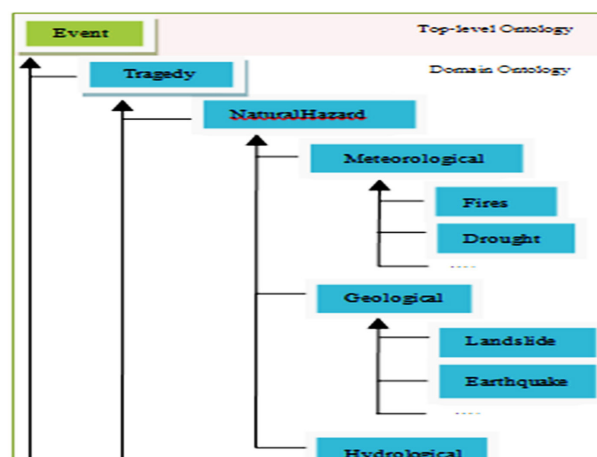 Event
Top-level Ontology
Tragedy
Domain Ontology
NaturalHazard
Meteorological
Fires
Drought
....
Geological
Landslide
Earthquake
....
Hydrological